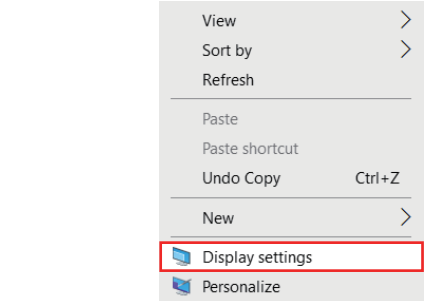 View
Sort by
Refresh
Paste
Paste shortcut
Undo Copy Ctrl+Z
New
Display settings
Personalize